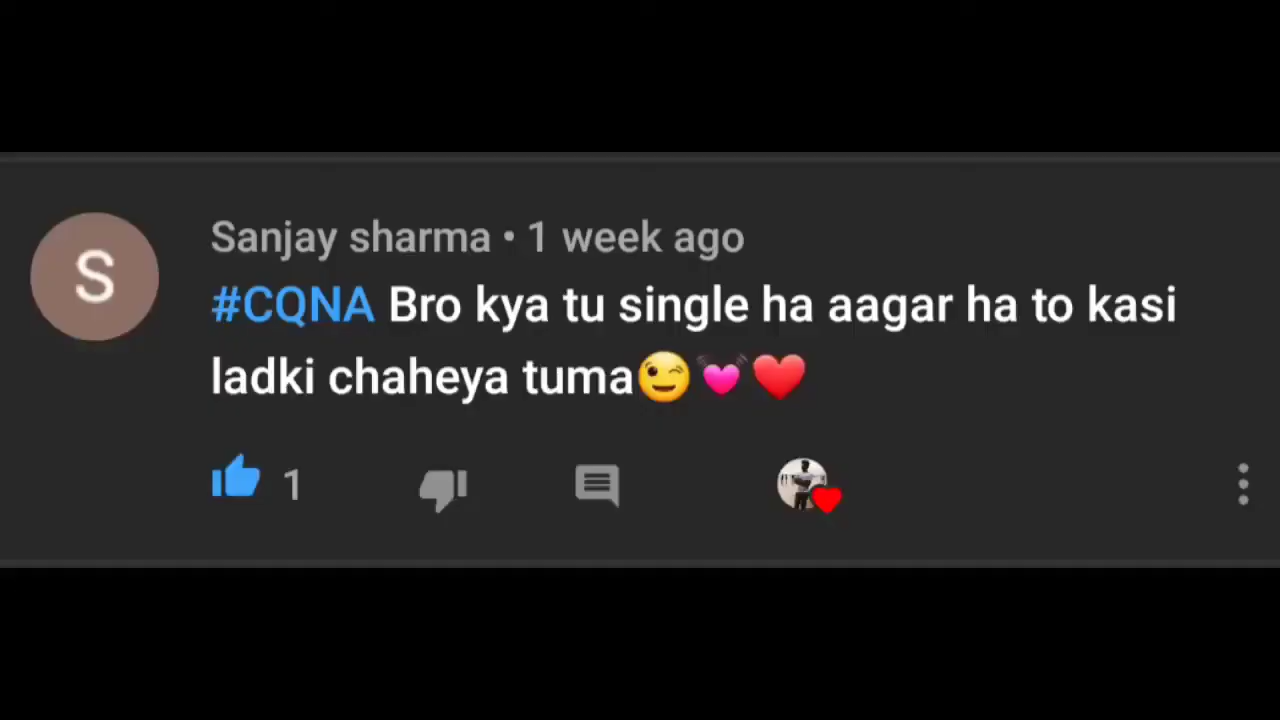 S
Sanjay sharma • 1 week ago
#CQNA Bro kya tu single ha aagar ha to kasi
ladki chaheya tuma😉💓❤️
1